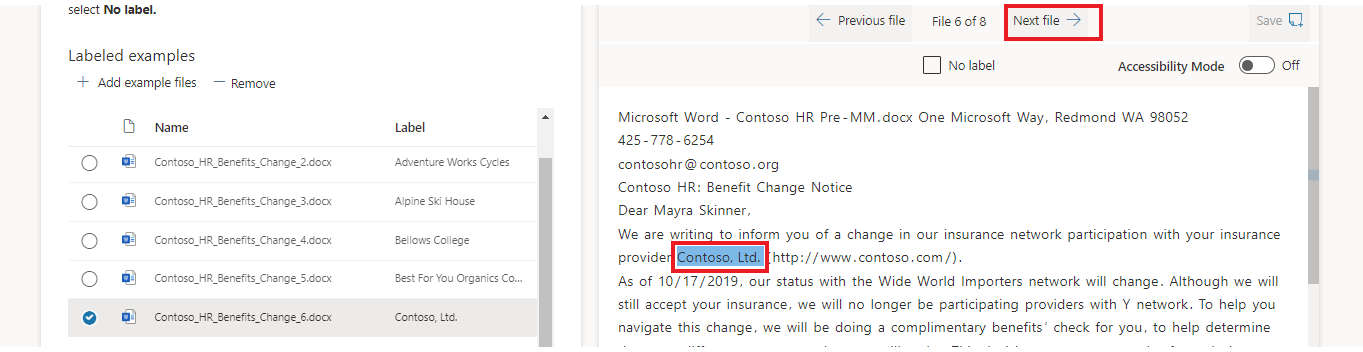 select No label.
Labeled examples
+ Add example files — Remove
Name Label
Contoso_HR_Benefits_Change_2.docx Adventure Works Cycles
Contoso_HR_Benefits_Change_3.docx Alpine Ski House
Contoso_HR_Benefits_Change_4.docx Bellows College
Contoso_HR_Benefits_Change_5.docx Best For You Organics Co...
Contoso_HR_Benefits_Change_6.docx Contoso, Ltd.
← Previous file File 6 of 8 Next file → Save
No label Accessibility Mode Off
Microsoft Word - Contoso HR Pre-MM.docx One Microsoft Way, Redmond WA 98052
425-778-6254
contosohr@contoso.org
Contoso HR: Benefit Change Notice
Dear Mayra Skinner,
We are writing to inform you of a change in our insurance network participation with your insurance
provider Contoso, Ltd. (http://www.contoso.com/).
As of 10/17/2019, our status with the Wide World Importers network will change. Although we will
still accept your insurance, we will no longer be participating providers with Y network. To help you
navigate this change, we will be doing a complimentary benefits' check for you, to help determine